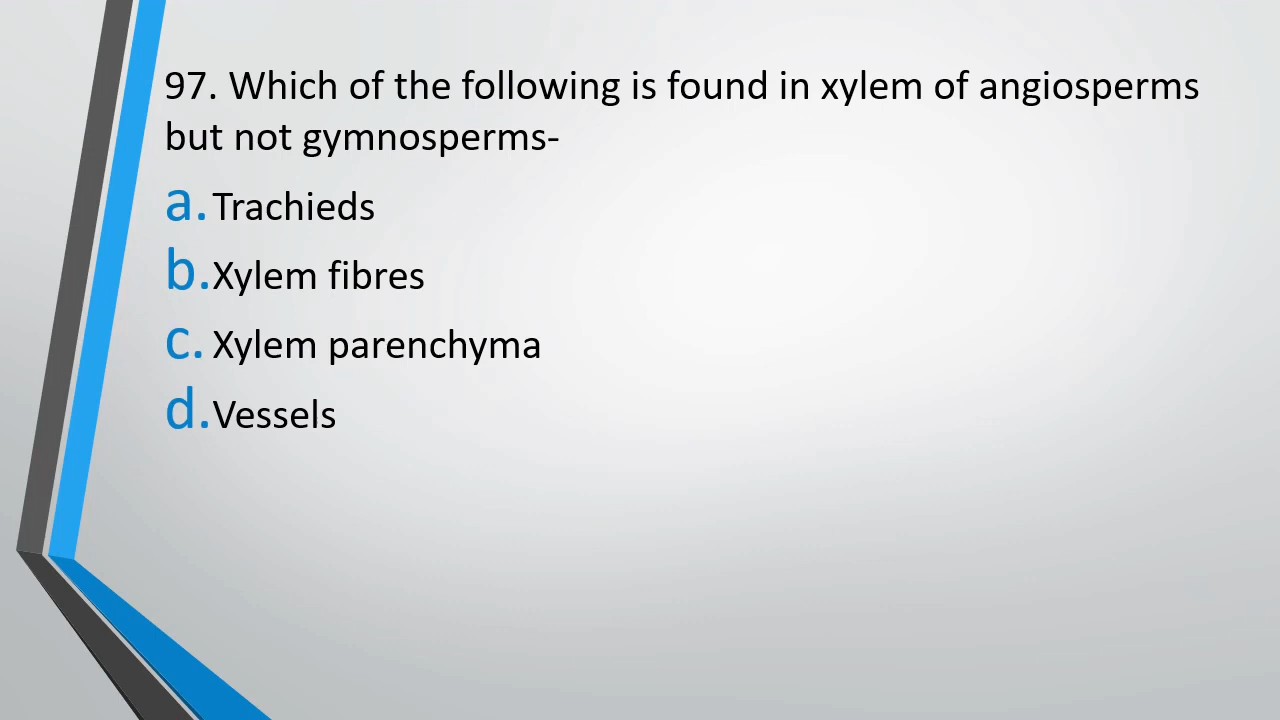 97. Which of the following is found in xylem of angiosperms
but not gymnosperms-
a. Trachieds
b. Xylem fibres
c. Xylem parenchyma
d. Vessels